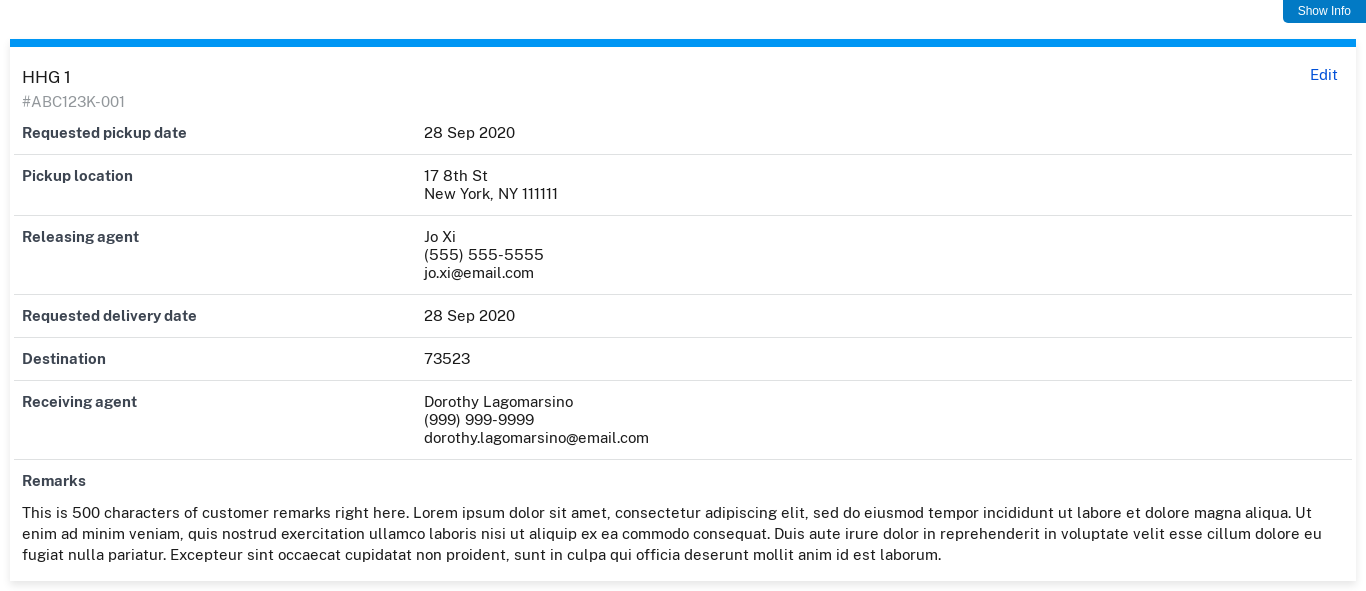 Show Info
HHG 1
Edit
#ABC123K-001
Requested pickup date
28 Sep 2020
Pickup location
17 8th St
New York, NY 111111
Releasing agent
Jo Xi
(555) 555-5555
jo.xi@email.com
Requested delivery date
28 Sep 2020
Destination
73523
Receiving agent
Dorothy Lagomarsino
(999) 999-9999
dorothy.lagomarsino@email.com
Remarks
This is 500 characters of customer remarks right here. Lorem ipsum dolor sit amet, consectetur adipiscing elit, sed do eiusmod tempor incididunt ut labore et dolore magna aliqua. Ut
enim ad minim veniam, quis nostrud exercitation ullamco laboris nisi ut aliquip ex ea commodo consequat. Duis aute irure dolor in reprehenderit in voluptate velit esse cillum dolore eu
fugiat nulla pariatur. Excepteur sint occaecat cupidatat non proident, sunt in culpa qui officia deserunt mollit anim id est laborum.